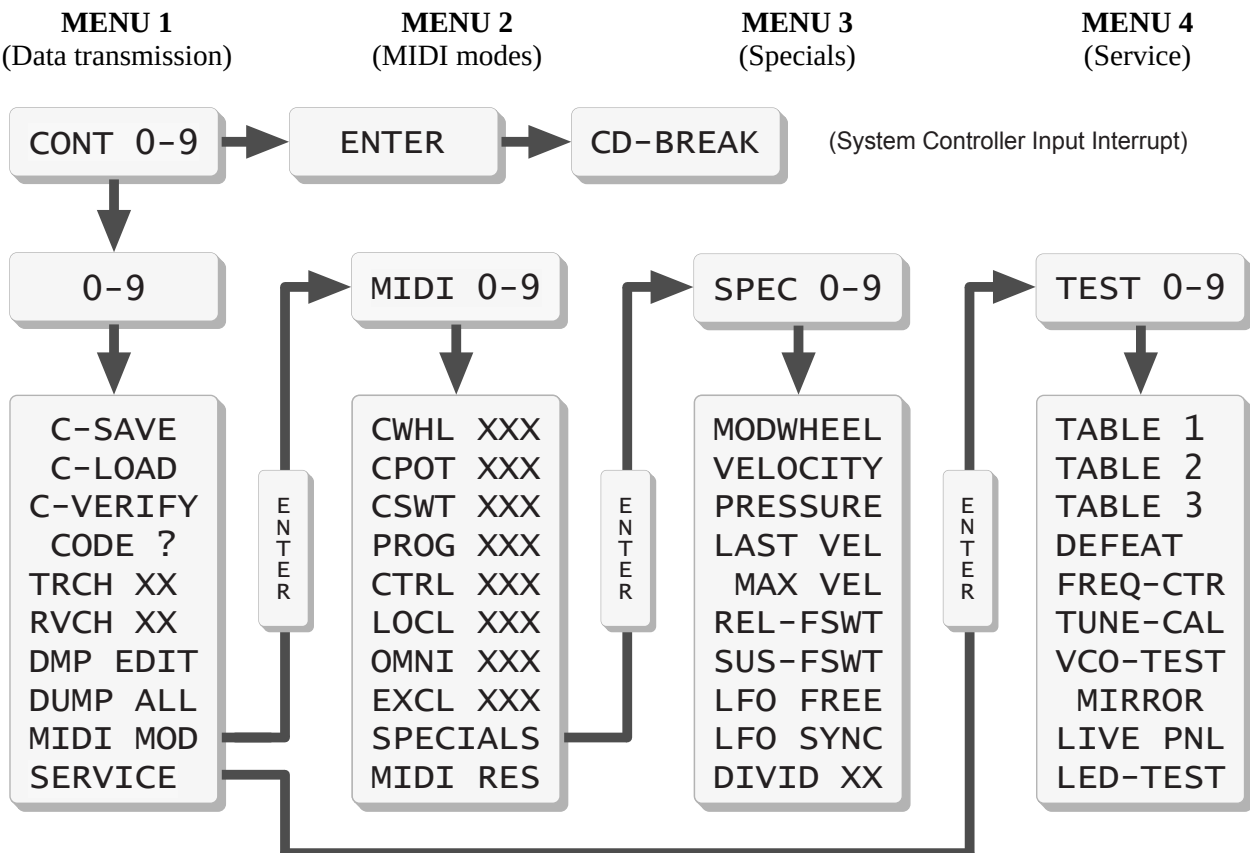 MENU 1
(Data transmission)
MENU 2
(MIDI modes)
MENU 3
(Specials)
MENU 4
(Service)
CONT 0-9
ENTER
CD-BREAK
(System Controller Input Interrupt)
0-9
MIDI 0-9
SPEC 0-9
TEST 0-9
C-SAVE
C-LOAD
C-VERIFY
CODE ?
TRCH XX
RVCH XX
DMP EDIT
DUMP ALL
MIDI MOD
SERVICE
ENTER
CWHL XXX
CPOT XXX
CSWT XXX
PROG XXX
CTRL XXX
LOCL XXX
OMNI XXX
EXCL XXX
SPECIALS
MIDI RES
ENTER
MODWHEEL
VELOCITY
PRESSURE
LAST VEL
MAX VEL
REL-FSWT
SUS-FSWT
LFO FREE
LFO SYNC
DIVID XX
ENTER
TABLE 1
TABLE 2
TABLE 3
DEFEAT
FREQ-CTR
TUNE-CAL
VCO-TEST
MIRROR
LIVE PNL
LED-TEST